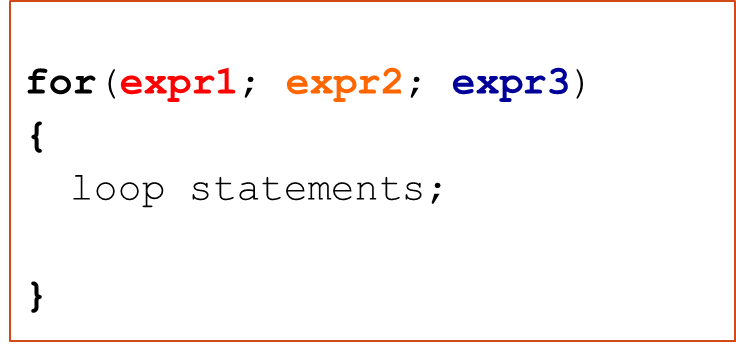 for(expr1; expr2; expr3)
{
loop statements;
}